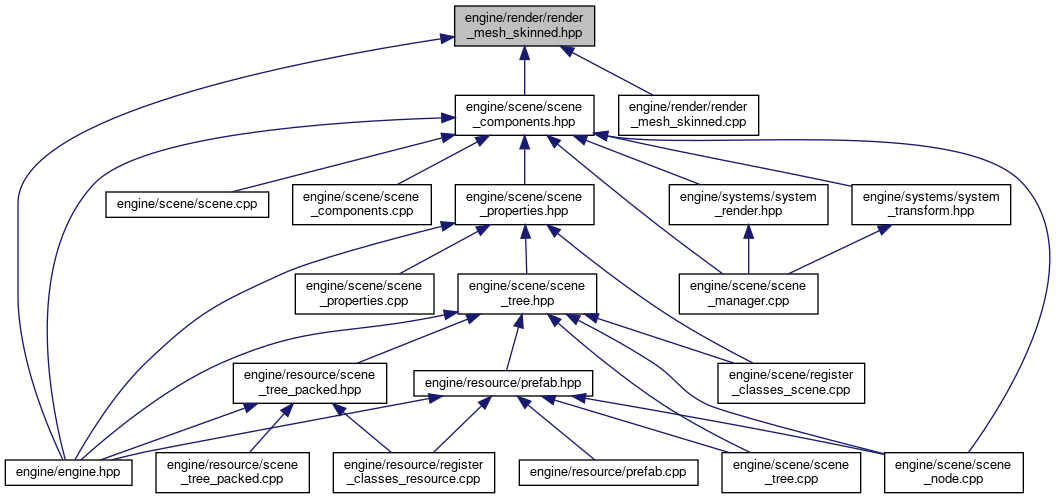 engine/render/render
_mesh_skinned.hpp
engine/scene/scene
_components.hpp
engine/render/render
_mesh_skinned.cpp
engine/scene/scene.cpp
engine/scene/scene
_components.cpp
engine/scene/scene
_properties.hpp
engine/systems/system
_render.hpp
engine/systems/system
_transform.hpp
engine/scene/scene
_properties.cpp
engine/scene/scene
_tree.hpp
engine/scene/scene
_manager.cpp
engine/resource/scene
_tree_packed.hpp
engine/resource/prefab.hpp
engine/scene/register
_classes_scene.cpp
engine/engine.hpp
engine/resource/scene
_tree_packed.cpp
engine/resource/register
_classes_resource.cpp
engine/resource/prefab.cpp
engine/scene/scene
_tree.cpp
engine/scene/scene
_node.cpp